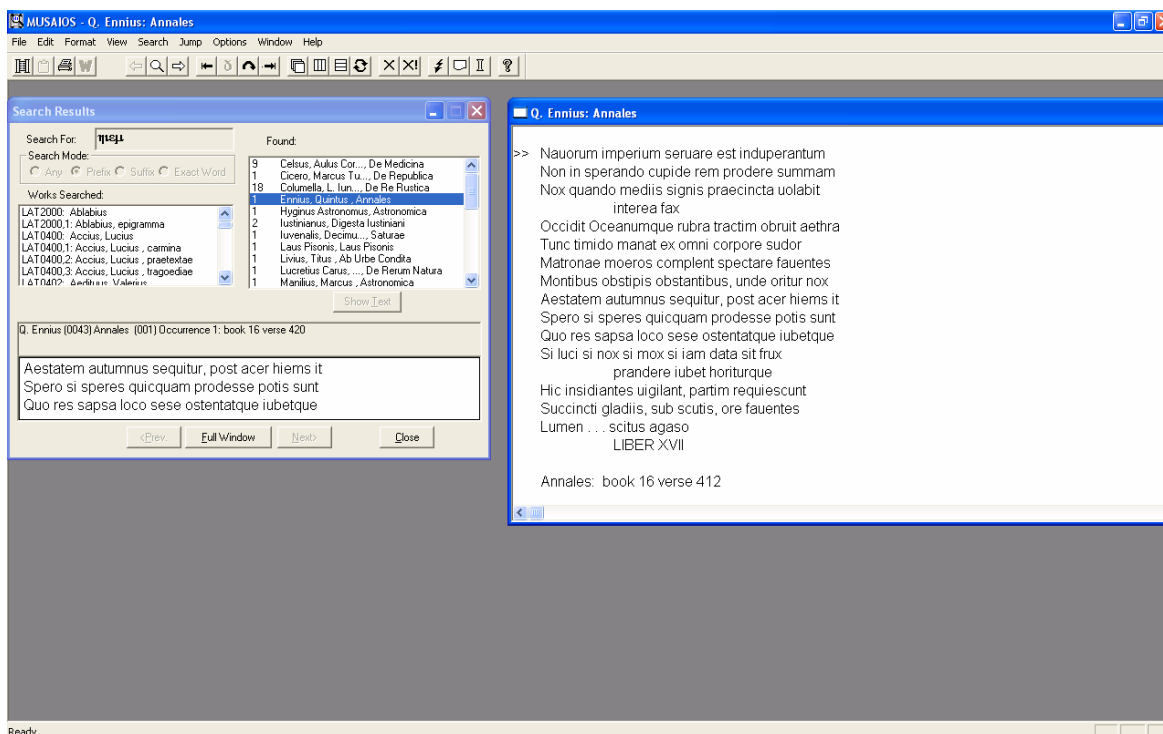 MUSAIOS - Q. Ennius: Annales
File Edit Format View Search Jump Options Window Help
Search Results
Search For:
Found:
Search Mode:
Any Prefix Suffix Exact Word
Works Searched:
LAT2000: Ablabius
LAT2000,1: Ablabius, epigramma
LAT0400: Accius, Lucius
LAT0400,1: Accius, Lucius , carmina
LAT0400,2: Accius, Lucius , praetextae
LAT0400,3: Accius, Lucius , tragoediae
LAT0402: Aedituus, Valerius
9 Celsus, Aulus Cor..., De Medicina
1 Cicero, Marcus Tu..., De Republica
18 Columella, L. Iun..., De Re Rustica
1 Ennius, Quintus , Annales
1 Hyginus Astronomus, Astronomica
2 Iustinianus, Digesta Iustiniani
1 Iuvenalis, Decimu..., Saturae
1 Laus Pisonis, Laus Pisonis
1 Livius, Titus , Ab Urbe Condita
1 Lucretius Carus, ..., De Rerum Natura
1 Manilius, Marcus , Astronomica
Show Text
Q. Ennius (0043) Annales (001) Occurrence 1: book 16 verse 420
Aestatem autumnus sequitur, post acer hiems it
Spero si speres quicquam prodesse potis sunt
Quo res sapsa loco sese ostentatque iubetque
<Prev. Full Window Next> Close
Q. Ennius: Annales
>> Nauorum imperium seruare est induperantum
Non in sperando cupide rem prodere summam
Nox quando mediis signis praecincta uolabit
interea fax
Occidit Oceanumque rubra tractim obruit aethra
Tunc timido manat ex omni corpore sudor
Matronae moeros complent spectare fauentes
Montibus obstipis obstantibus, unde oritur nox
Aestatem autumnus sequitur, post acer hiems it
Spero si speres quicquam prodesse potis sunt
Quo res sapsa loco sese ostentatque iubetque
Si luci si nox si mox si iam data sit frux
prandere iubet horiturque
Hic insidiantes uigilant, partim requiescunt
Succincti gladiis, sub scutis, ore fauentes
Lumen . . . scitus agaso
LIBER XVII
Annales: book 16 verse 412
Ready